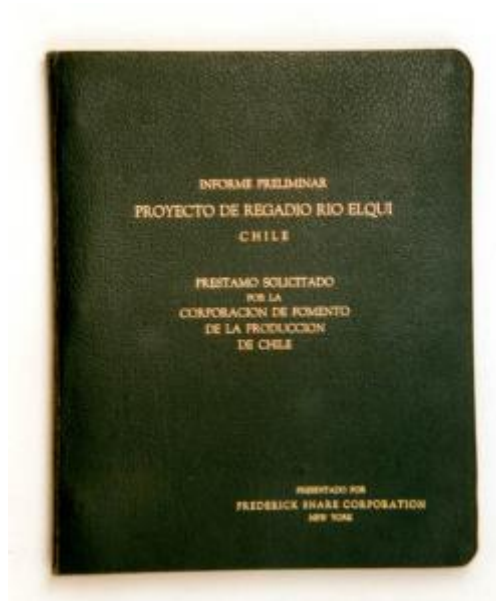 INFORME PRELIMINAR
PROYECTO DE REGADIO RIO ELQUI
CHILE
PRESTAMO SOLICITADO
POR LA
CORPORACION DE FOMENTO
DE LA PRODUCCION
DE CHILE
PRESENTADO POR
FREDERICK SNARE CORPORATION
NEW YORK